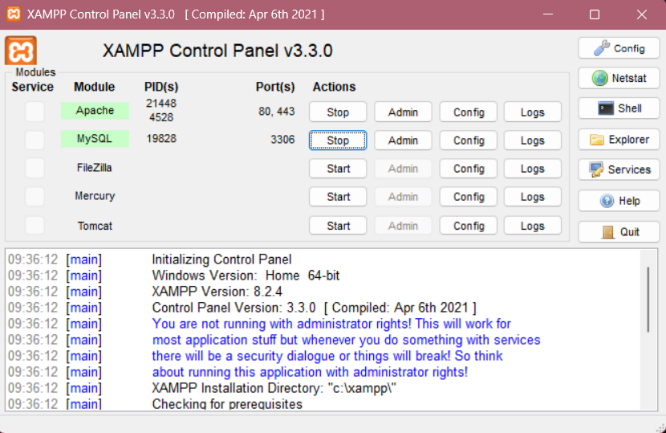 XAMPP Control Panel v3.3.0 [ Compiled: Apr 6th 2021 ]
XAMPP Control Panel v3.3.0
Config
Modules
Service Module PID(s) Port(s) Actions
Netstat
Apache 21448 4528 80, 443 Stop Admin Config Logs
Shell
MySQL 19828 3306 Stop Admin Config Logs
Explorer
FileZilla Start Admin Config Logs
Services
Mercury Start Admin Config Logs
Help
Tomcat Start Admin Config Logs
Quit
09:36:12 [main] Initializing Control Panel
09:36:12 [main] Windows Version: Home 64-bit
09:36:12 [main] XAMPP Version: 8.2.4
09:36:12 [main] Control Panel Version: 3.3.0 [ Compiled: Apr 6th 2021 ]
09:36:12 [main] You are not running with administrator rights! This will work for
09:36:12 [main] most application stuff but whenever you do something with services
09:36:12 [main] there will be a security dialogue or things will break! So think
09:36:12 [main] about running this application with administrator rights!
09:36:12 [main] XAMPP Installation Directory: "c:\xampp\"
09:36:12 [main] Checking for prerequisites